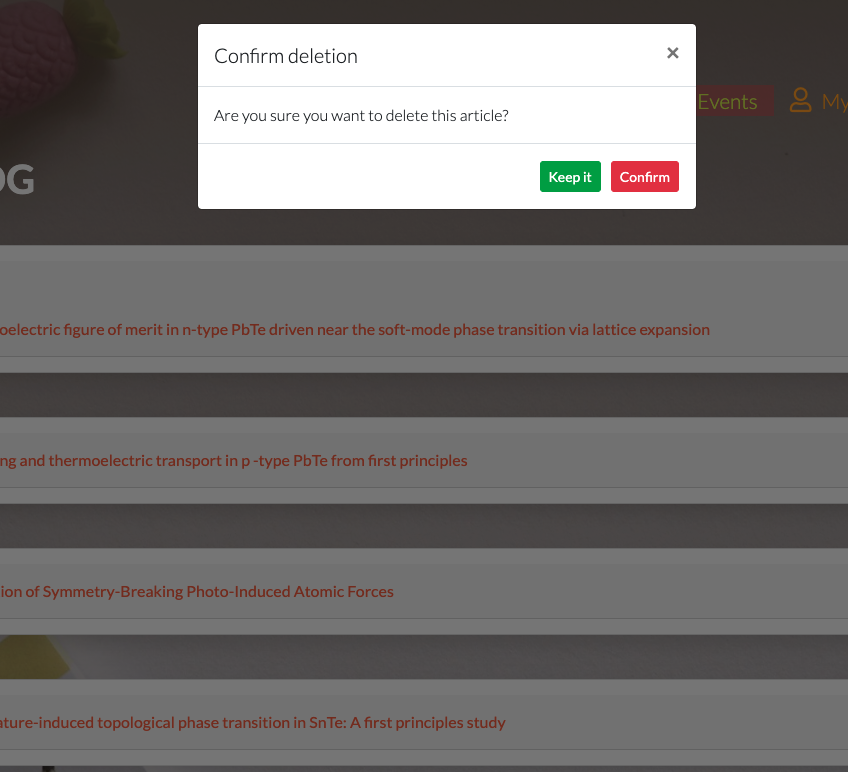 Confirm deletion
×
Are you sure you want to delete this article?
Keep it
Confirm
Events
My
OG
oelectric figure of merit in n-type PbTe driven near the soft-mode phase transition via lattice expansion
ng and thermoelectric transport in p -type PbTe from first principles
ion of Symmetry-Breaking Photo-Induced Atomic Forces
ature-induced topological phase transition in SnTe: A first principles study